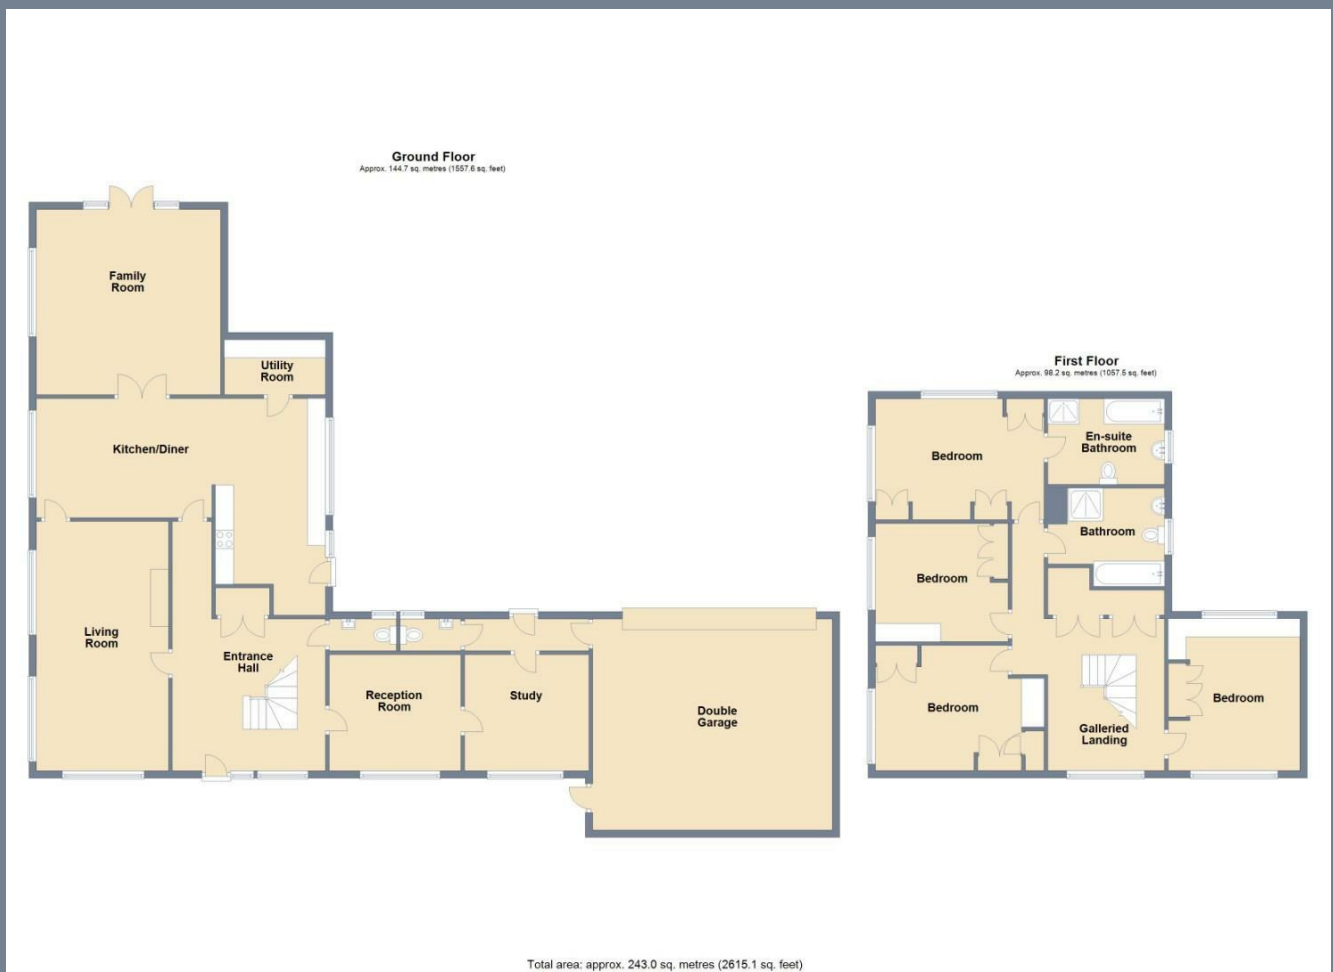 Ground Floor
Approx. 144.7 sq. metres (1557.6 sq. feet)
Family
Room
Utility
Room
Kitchen/Diner
Living
Room
Entrance
Hall
Reception
Room
Study
Double
Garage
First Floor
Approx. 98.2 sq. metres (1057.5 sq. feet)
Bedroom
En-suite
Bathroom
Bathroom
Bedroom
Bedroom
Galleried
Landing
Bedroom
Total area: approx. 243.0 sq. metres (2615.1 sq. feet)